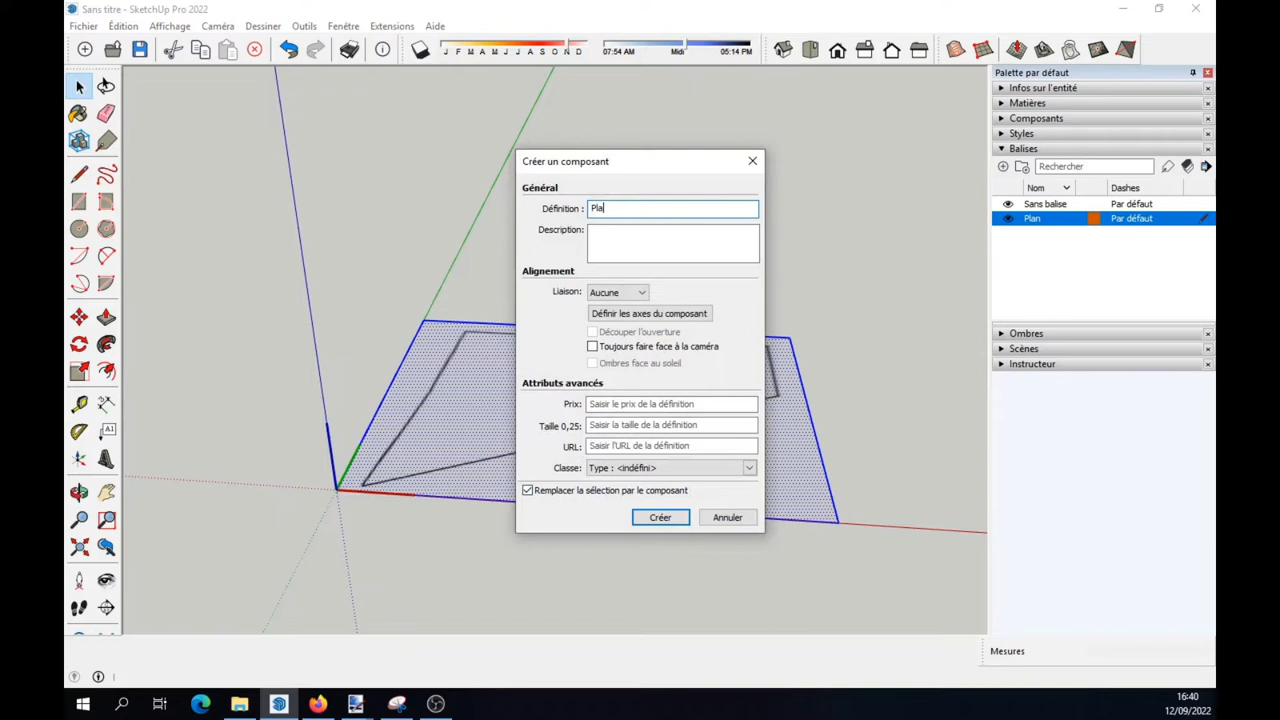 Sans titre - SketchUp Pro 2022
Fichier Édition Affichage Caméra Dessiner Outils Fenêtre Extensions Aide
J F M A M J J A S O N D 07:54 AM Midi 05:14 PM
Palette par défaut
Infos sur l'entité
Matières
Composants
Styles
Balises
Rechercher
Nom Dashes
Sans balise Par défaut
Plan Par défaut
Ombres
Scènes
Instructeur
Créer un composant
Général
Définition : Pla
Description:
Alignement
Liaison: Aucune
Définir les axes du composant
Découper l'ouverture
Toujours faire face à la caméra
Ombres face au soleil
Attributs avancés
Prix: Saisir le prix de la définition
Taille 0,25: Saisir la taille de la définition
URL: Saisir l'URL de la définition
Classe: Type : <indéfini>
Remplacer la sélection par le composant
Créer Annuler
A1
Mesures
16:40
12/09/2022